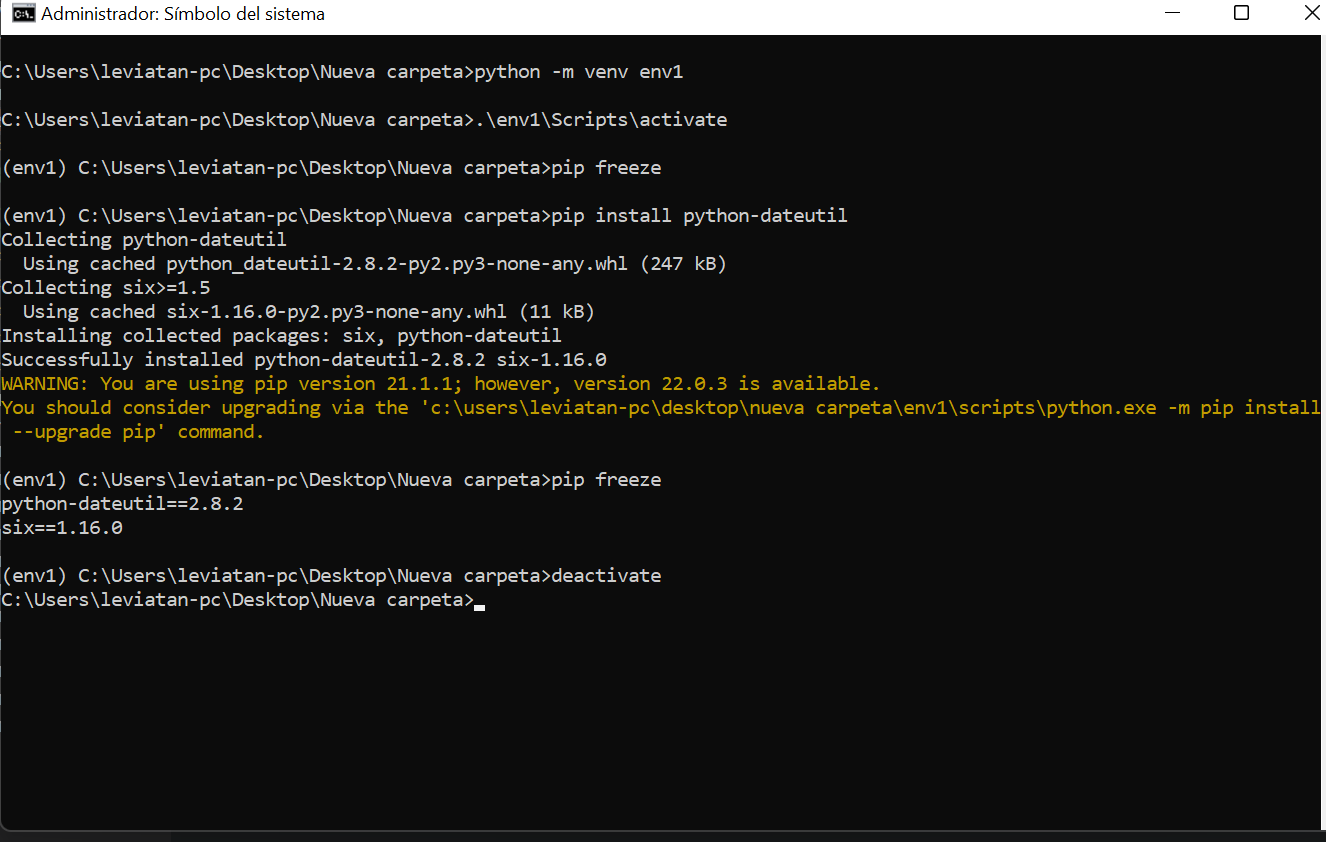 Administrador: Símbolo del sistema
C:\Users\leviatan-pc\Desktop\Nueva carpeta>python -m venv env1
C:\Users\leviatan-pc\Desktop\Nueva carpeta>.\env1\Scripts\activate
(env1) C:\Users\leviatan-pc\Desktop\Nueva carpeta>pip freeze
(env1) C:\Users\leviatan-pc\Desktop\Nueva carpeta>pip install python-dateutil
Collecting python-dateutil
  Using cached python_dateutil-2.8.2-py2.py3-none-any.whl (247 kB)
Collecting six>=1.5
  Using cached six-1.16.0-py2.py3-none-any.whl (11 kB)
Installing collected packages: six, python-dateutil
Successfully installed python-dateutil-2.8.2 six-1.16.0
WARNING: You are using pip version 21.1.1; however, version 22.0.3 is available.
You should consider upgrading via the 'c:\users\leviatan-pc\desktop\nueva carpeta\env1\scripts\python.exe -m pip install
 --upgrade pip' command.
(env1) C:\Users\leviatan-pc\Desktop\Nueva carpeta>pip freeze
python-dateutil==2.8.2
six==1.16.0
(env1) C:\Users\leviatan-pc\Desktop\Nueva carpeta>deactivate
C:\Users\leviatan-pc\Desktop\Nueva carpeta>